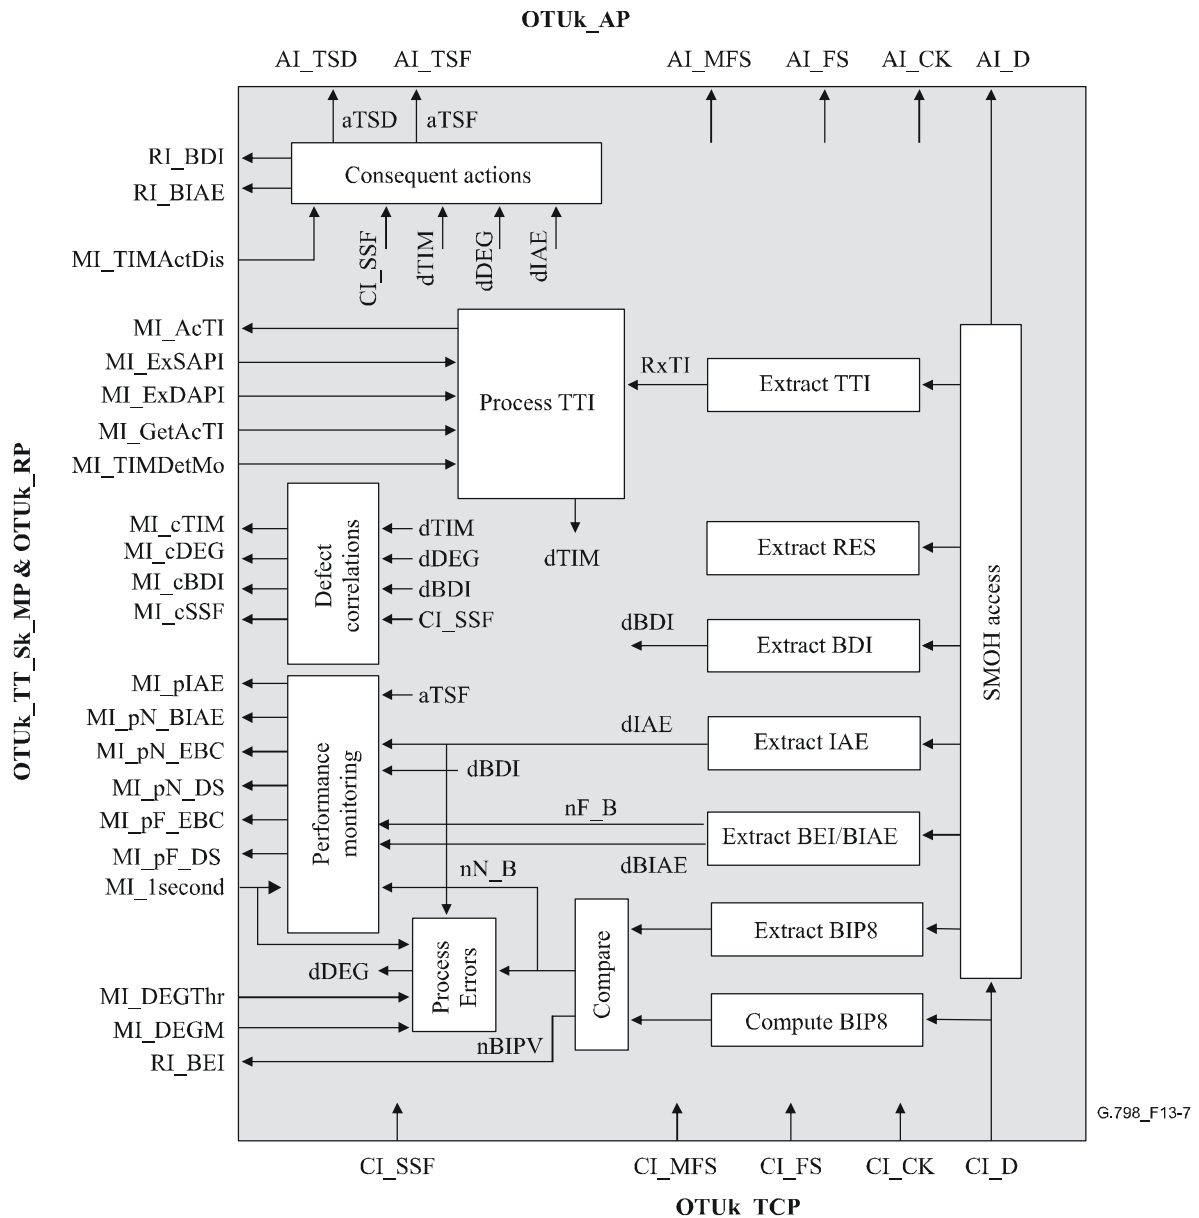 OTUk_AP
AI_TSD
AI_TSF
AI_MFS
AI_FS
AI_CK
AI_D
aTSD
aTSF
RI_BDI
RI_BIAE
Consequent actions
MI_TIMActDis
CI_SSF
dTIM
dDEG
dIAE
MI_AcTI
MI_ExSAPI
MI_ExDAPI
MI_GetAcTI
MI_TIMDetMo
Process TTI
RxTI
Extract TTI
dTIM
OTUk_TT_Sk_MP & OTUk_RP
MI_cTIM
MI_cDEG
MI_cBDI
MI_cSSF
Defect
correlations
dTIM
dDEG
dBDI
CI_SSF
Extract RES
dBDI
Extract BDI
SMOH access
MI_pIAE
MI_pN_BIAE
MI_pN_EBC
MI_pN_DS
MI_pF_EBC
MI_pF_DS
MI_1second
Performance
monitoring
aTSF
dIAE
Extract IAE
dBDI
nF_B
Extract BEI/BIAE
dBIAE
nN_B
Extract BIP8
dDEG
Process
Errors
Compare
MI_DEGThr
MI_DEGM
RI_BEI
nBIPV
Compute BIP8
G.798_F13-7
CI_SSF
CI_MFS
CI_FS
CI_CK
CI_D
OTUk_TCP